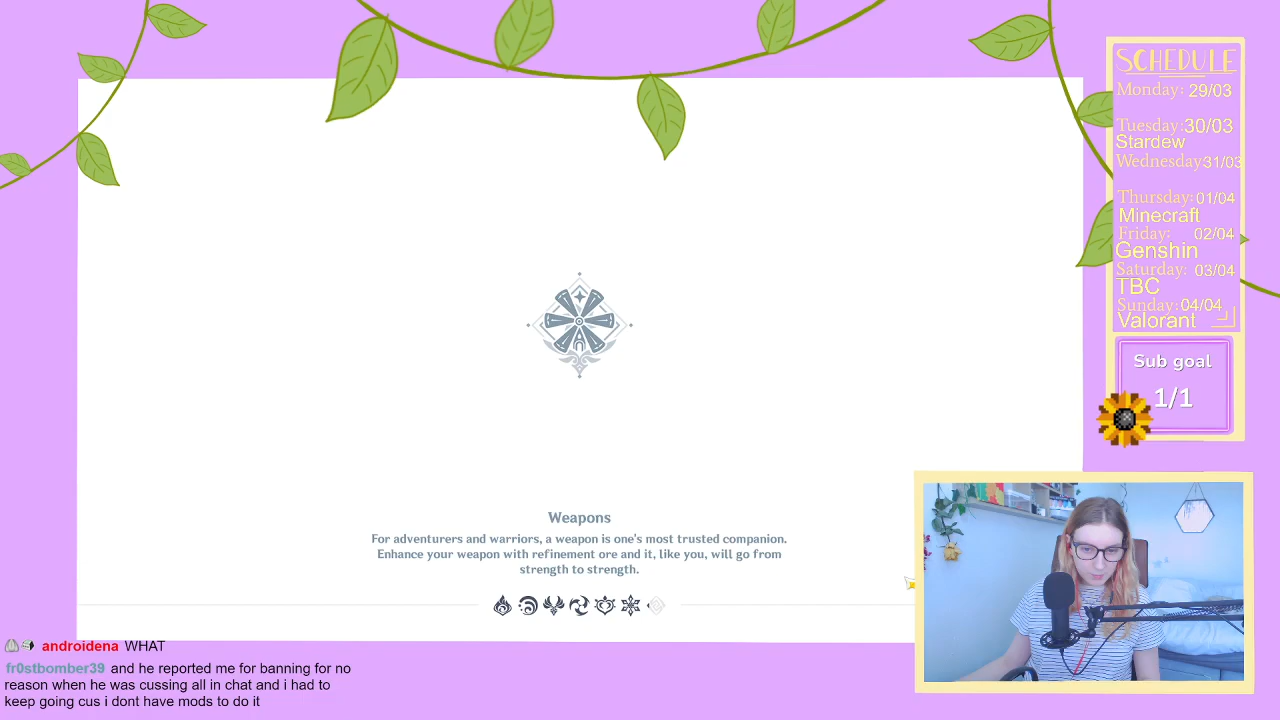 SCHEDULE
Monday: 29/03
Tuesday: 30/03
Stardew
Wednesday 31/03
Thursday: 01/04
Minecraft
Friday: 02/04
Genshin
Saturday: 03/04
TBC
Sunday: 04/04
Valorant
Sub goal
1/1
Weapons
For adventurers and warriors, a weapon is one's most trusted companion.
Enhance your weapon with refinement ore and it, like you, will go from
strength to strength.
androidena WHAT
fr0stbomber39 and he reported me for banning for no
reason when he was cussing all in chat and i had to
keep going cus i dont have mods to do it